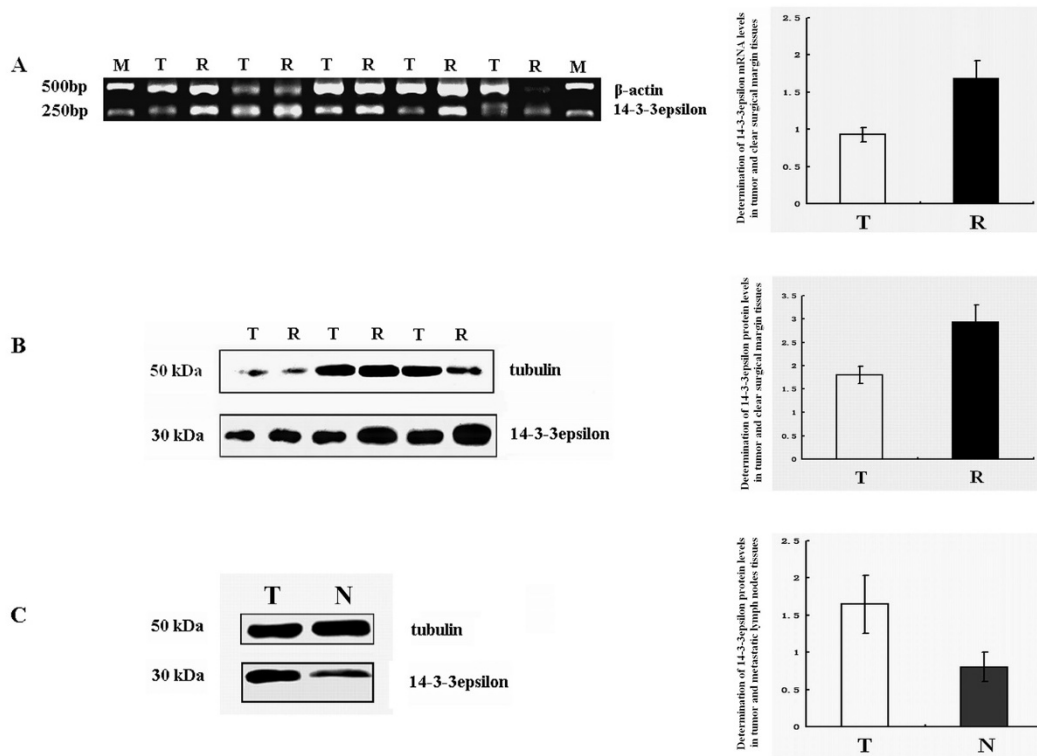 A
M T R T R T R T R T R M
500bp β-actin
250bp 14-3-3epsilon
Determination of 14-3-3epsilon mRNA levels
in tumor and clear surgical margin tissues
2
1.5
1
0.5
0
T R
B
T R T R T R
50 kDa tubulin
30 kDa 14-3-3epsilon
Determination of 14-3-3epsilon protein levels
in tumor and clear surgical margin tissues
3.5
3
2.5
2
1.5
1
0.5
0
T R
C
T N
50 kDa tubulin
30 kDa 14-3-3epsilon
Determination of 14-3-3epsilon protein levels
in tumor and metastatic lymph nodes tissues
2.5
2
1.5
1
0.5
0
T N